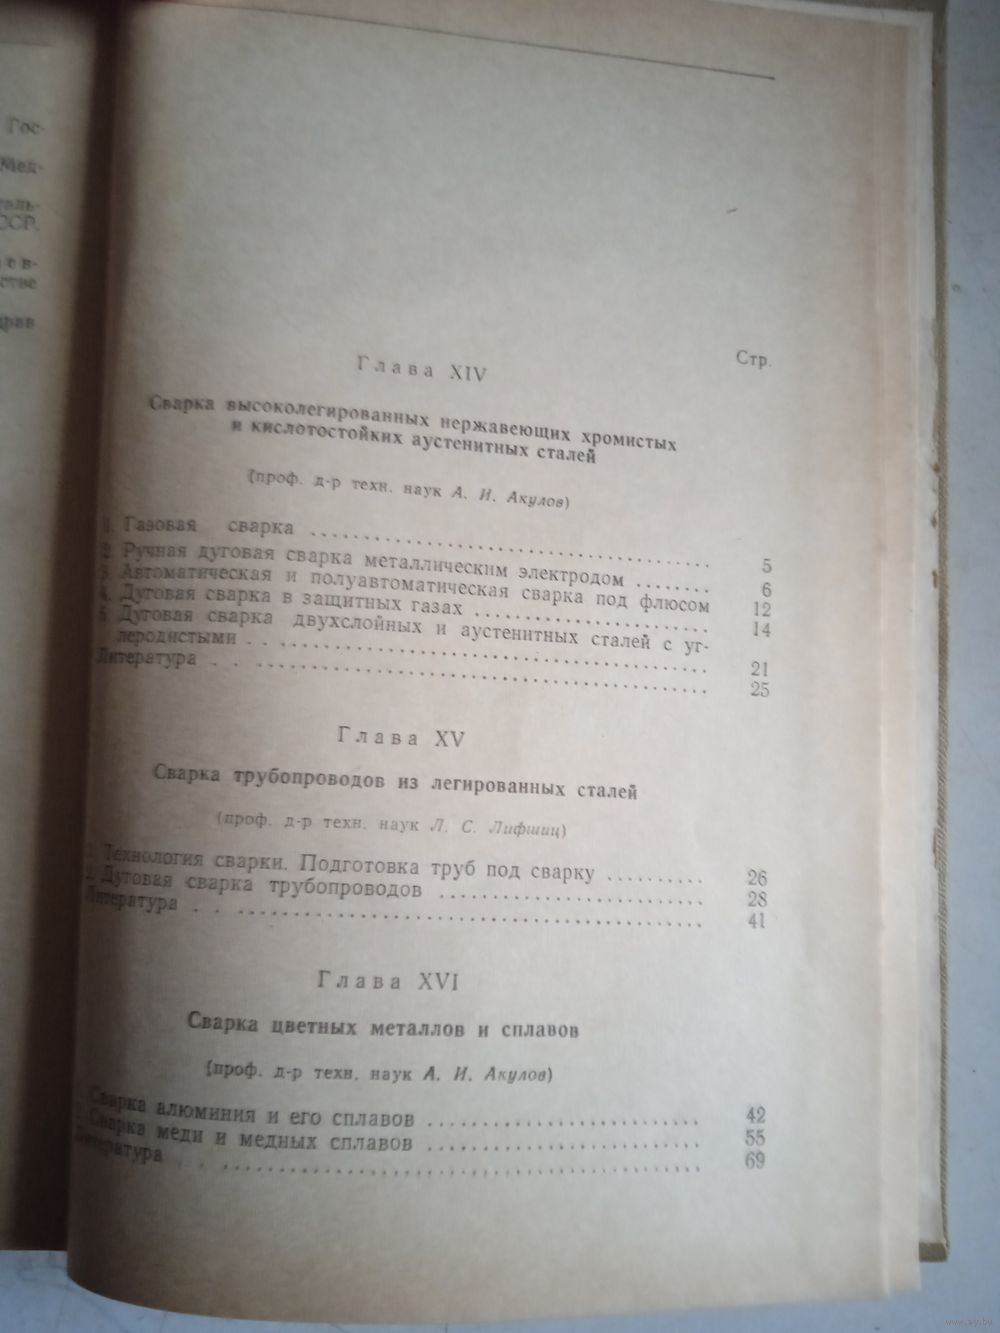 Гос-
Мед-
ССР.
стве
Стр.
Глава XIV
Сварка высоколегированных нержавеющих хромистых
и кислотостойких аустенитных сталей
(проф. д-р техн. наук А. И. Акулов)
1. Газовая сварка . . . . . . . . . . 5
2. Ручная дуговая сварка металлическим электродом . . . . . . . 6
3. Автоматическая и полуавтоматическая сварка под флюсом 12
4. Дуговая сварка в защитных газах . . . . . . . . . . 14
5. Дуговая сварка двухслойных и аустенитных сталей с уг-
леродистыми . . . . . . . . . . 21
Литература . . . . . . . . . . 25
Глава XV
Сварка трубопроводов из легированных сталей
(проф. д-р техн. наук Л. С. Лифшиц)
1. Технология сварки. Подготовка труб под сварку . . . . . . . . . . 26
2. Дуговая сварка трубопроводов . . . . . . . . . . 28
Литература . . . . . . . . . . 41
Глава XVI
Сварка цветных металлов и сплавов
(проф. д-р техн. наук А. И. Акулов)
Сварка алюминия и его сплавов . . . . . . . . . . 42
Сварка меди и медных сплавов . . . . . . . . . . 55
Литература . . . . . . . . . . 69